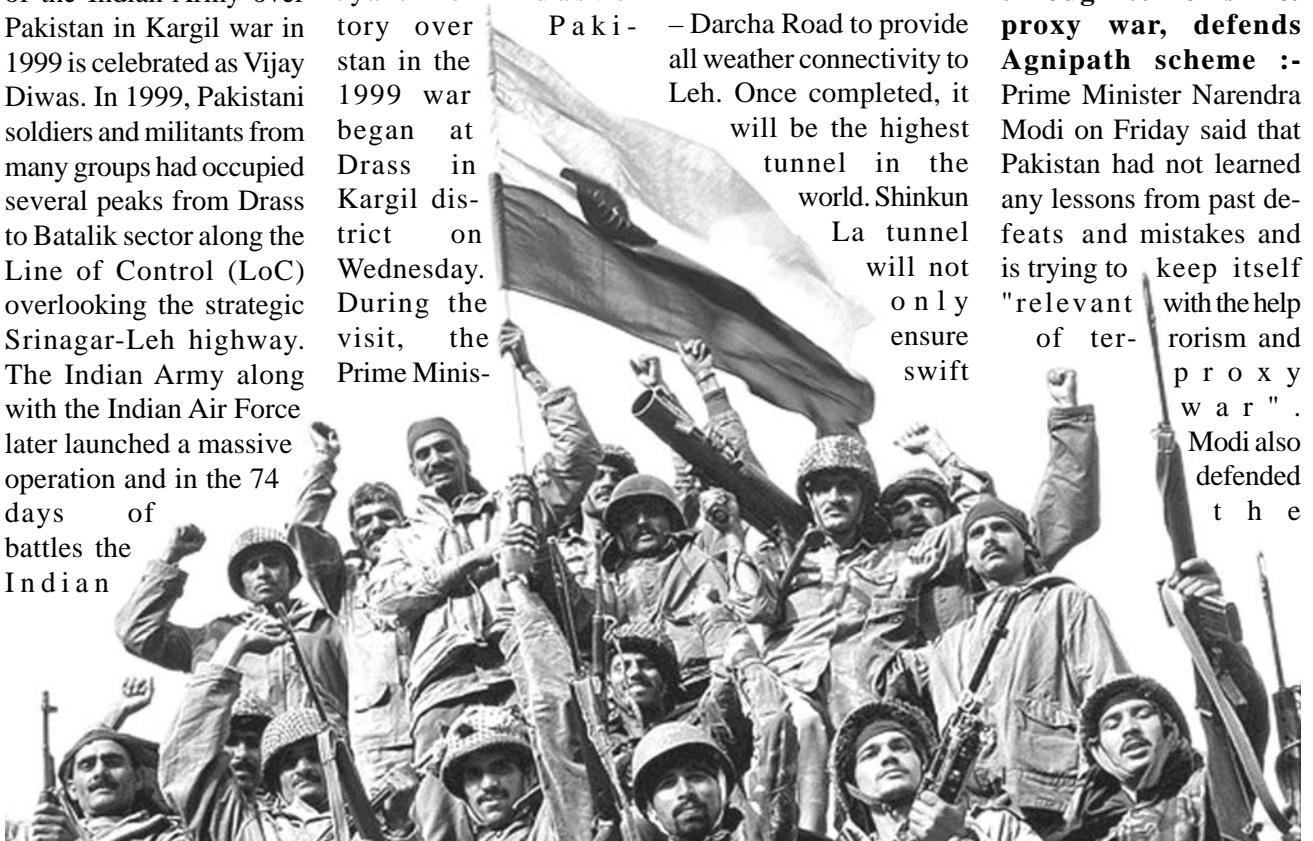 of the Indian Army over
Pakistan in Kargil war in
1999 is celebrated as Vijay
Diwas. In 1999, Pakistani
soldiers and militants from
many groups had occupied
several peaks from Drass
to Batalik sector along the
Line of Control (LoC)
overlooking the strategic
Srinagar-Leh highway.
The Indian Army along
with the Indian Air Force
later launched a massive
operation and in the 74
days of
battles the
Indian
tory over Paki-
stan in the
1999 war
began at
Drass in
Kargil dis-
trict on
Wednesday.
During the
visit, the
Prime Minis-
– Darcha Road to provide
all weather connectivity to
Leh. Once completed, it
will be the highest
tunnel in the
world. Shinkun
La tunnel
will not
only
ensure
swift
proxy war, defends
Agnipath scheme :-
Prime Minister Narendra
Modi on Friday said that
Pakistan had not learned
any lessons from past de-
feats and mistakes and
is trying to keep itself
"relevant with the help
of ter- rorism and
proxy
war".
Modi also
defended
the